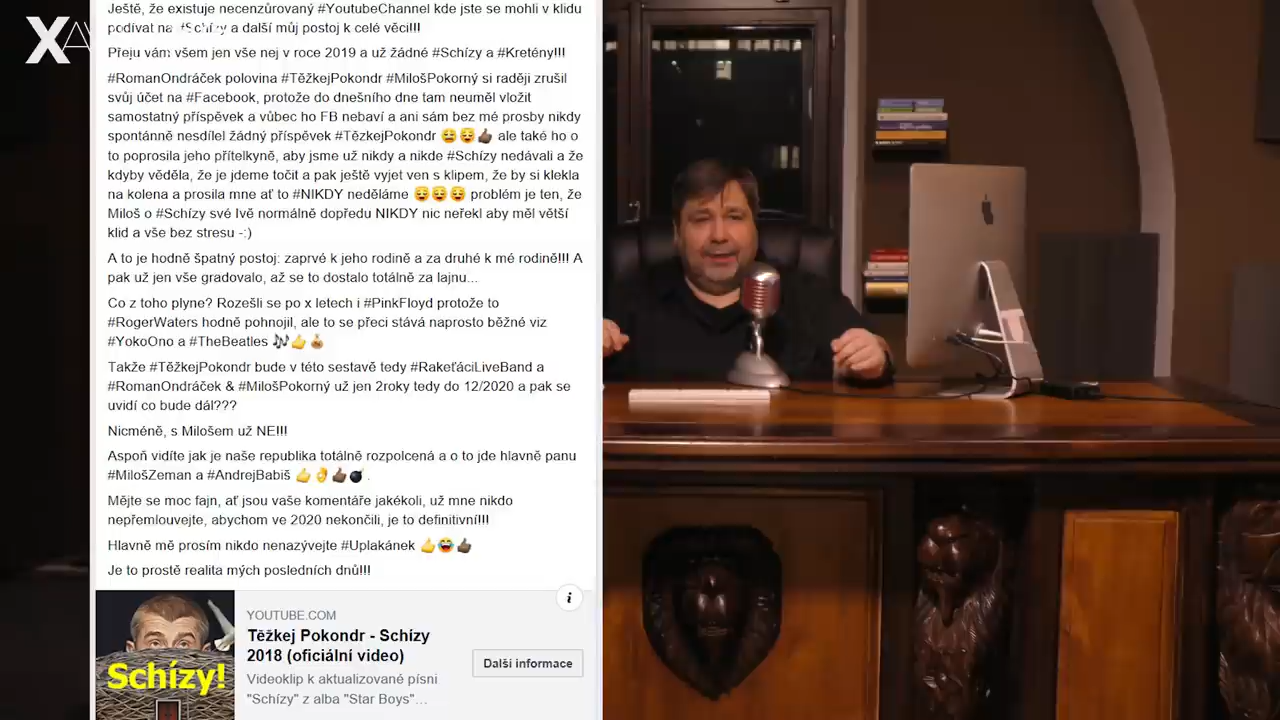 XAV
Ještě, že existuje necenzůrovaný #YoutubeChannel kde jste se mohli v klidu
podívat na #Schízy a další můj postoj k celé věci!!!
Přeju vám všem jen vše nej v roce 2019 a už žádné #Schízy a #Kretény!!!
#RomanOndráček polovina #TěžkejPokondr #MilošPokorný si raději zrušil
svůj účet na #Facebook, protože do dnešního dne tam neuměl vložit
samostatný příspěvek a vůbec ho FB nebaví a ani sám bez mé prosby nikdy
spontánně nesdílel žádný příspěvek #TězkejPokondr 😩😌👍🏾 ale také ho o
to poprosila jeho přítelkyně, aby jsme už nikdy a nikde #Schízy nedávali a že
kdyby věděla, že je jdeme točit a pak ještě vyjet ven s klipem, že by si klekla
na kolena a prosila mne ať to #NIKDY neděláme 😌😌😌 problém je ten, že
Miloš o #Schízy své Ivě normálně dopředu NIKDY nic neřekl aby měl větší
klid a vše bez stresu -:)
A to je hodně špatný postoj: zaprvé k jeho rodině a za druhé k mé rodině!!! A
pak už jen vše gradovalo, až se to dostalo totálně za lajnu...
Co z toho plyne? Rozešli se po x letech i #PinkFloyd protože to
#RogerWaters hodně pohnojil, ale to se přeci stává naprosto běžné viz
#YokoOno a #TheBeatles
Takže #TěžkejPokondr bude v této sestavě tedy #RakeťáciLiveBand a
#RomanOndráček & #MilošPokorný už jen 2roky tedy do 12/2020 a pak se
uvidí co bude dál???
Nicméně, s Milošem už NE!!!
Aspoň vidíte jak je naše republika totálně rozpolcená a o to jde hlavně panu
#MilošZeman a #AndrejBabiš 👍👌👍🏾💣.
Mějte se moc fajn, ať jsou vaše komentáře jakékoli, už mne nikdo
nepřemlouvejte, abychom ve 2020 nekončili, je to definitivní!!!
Hlavně mě prosím nikdo nenazývejte #Uplakánek 👍😂👍🏾
Je to prostě realita mých posledních dnů!!!
i
YOUTUBE.COM
Těžkej Pokondr - Schízy
2018 (oficiální video)
Další informace
Videoklip k aktualizované písni
"Schízy" z alba "Star Boys"...
Schízy!